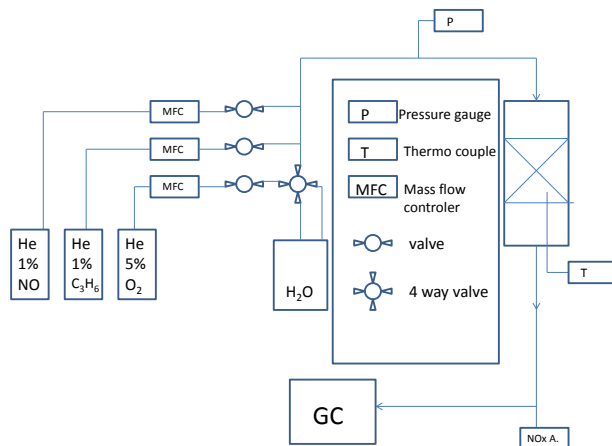 P
MFC
MFC
MFC
He
1%
NO
He
1%
C₃H₆
He
5%
O₂
H₂O
P Pressure gauge
T Thermo couple
MFC Mass flow
controler
valve
4 way valve
T
GC
NOx A.